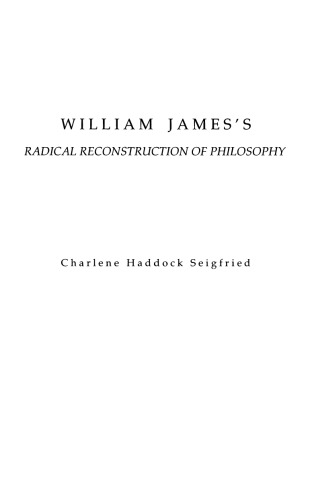 WILLIAM JAMES'S
RADICAL RECONSTRUCTION OF PHILOSOPHY
Charlene Haddock Seigfried